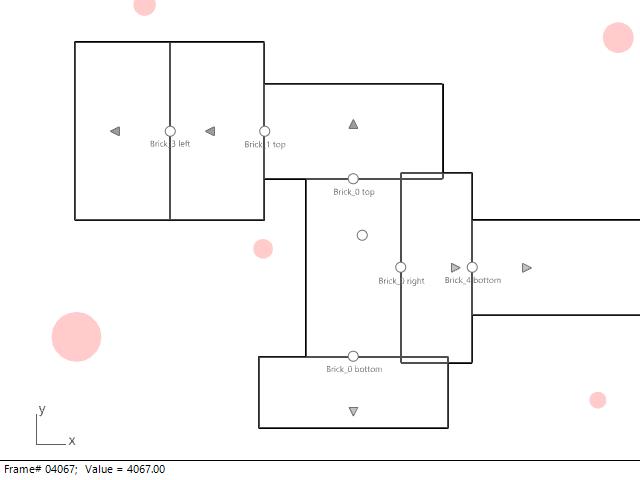 Brick_3 left
Brick_1 top
Brick_0 top
Brick_0 right
Brick_4 bottom
Brick_0 bottom
y
x
Frame# 04067;  Value = 4067.00